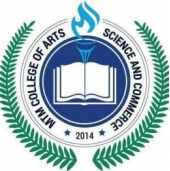 MTM COLLEGE OF ARTS
SCIENCE AND COMMERCE
★ 2014 ★